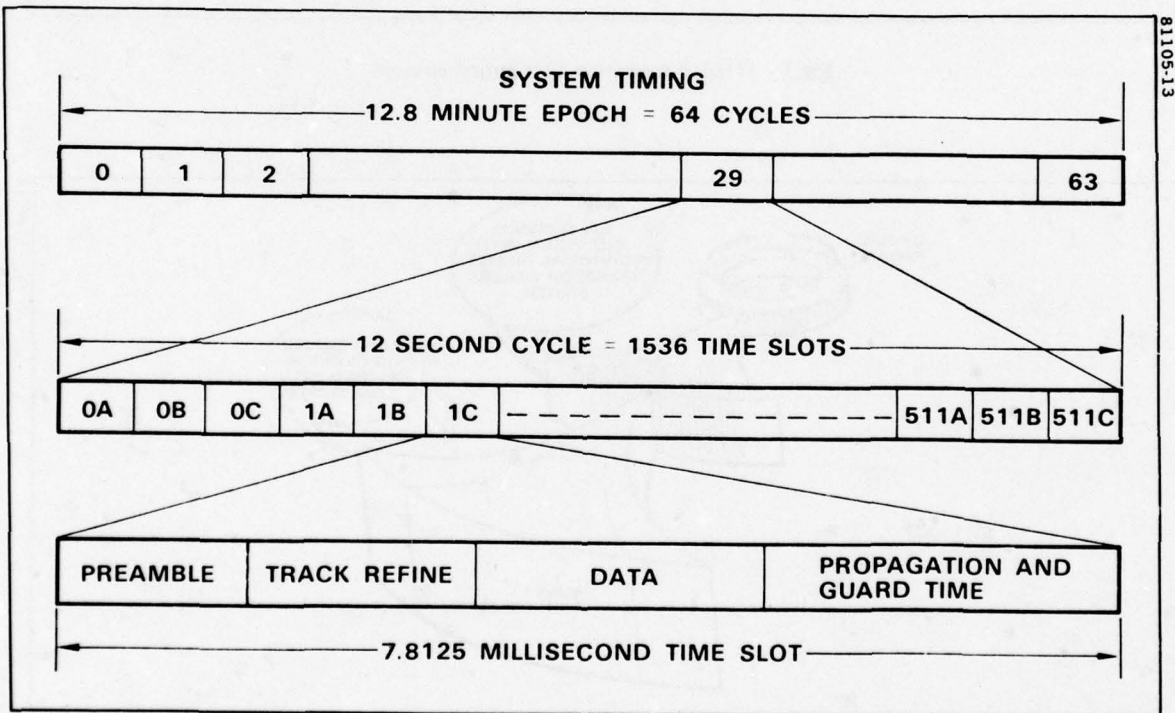 81105-13
SYSTEM TIMING
12.8 MINUTE EPOCH = 64 CYCLES
0 1 2 29 63
12 SECOND CYCLE = 1536 TIME SLOTS
0A 0B 0C 1A 1B 1C 511A 511B 511C
PREAMBLE TRACK REFINE DATA PROPAGATION AND
GUARD TIME
7.8125 MILLISECOND TIME SLOT